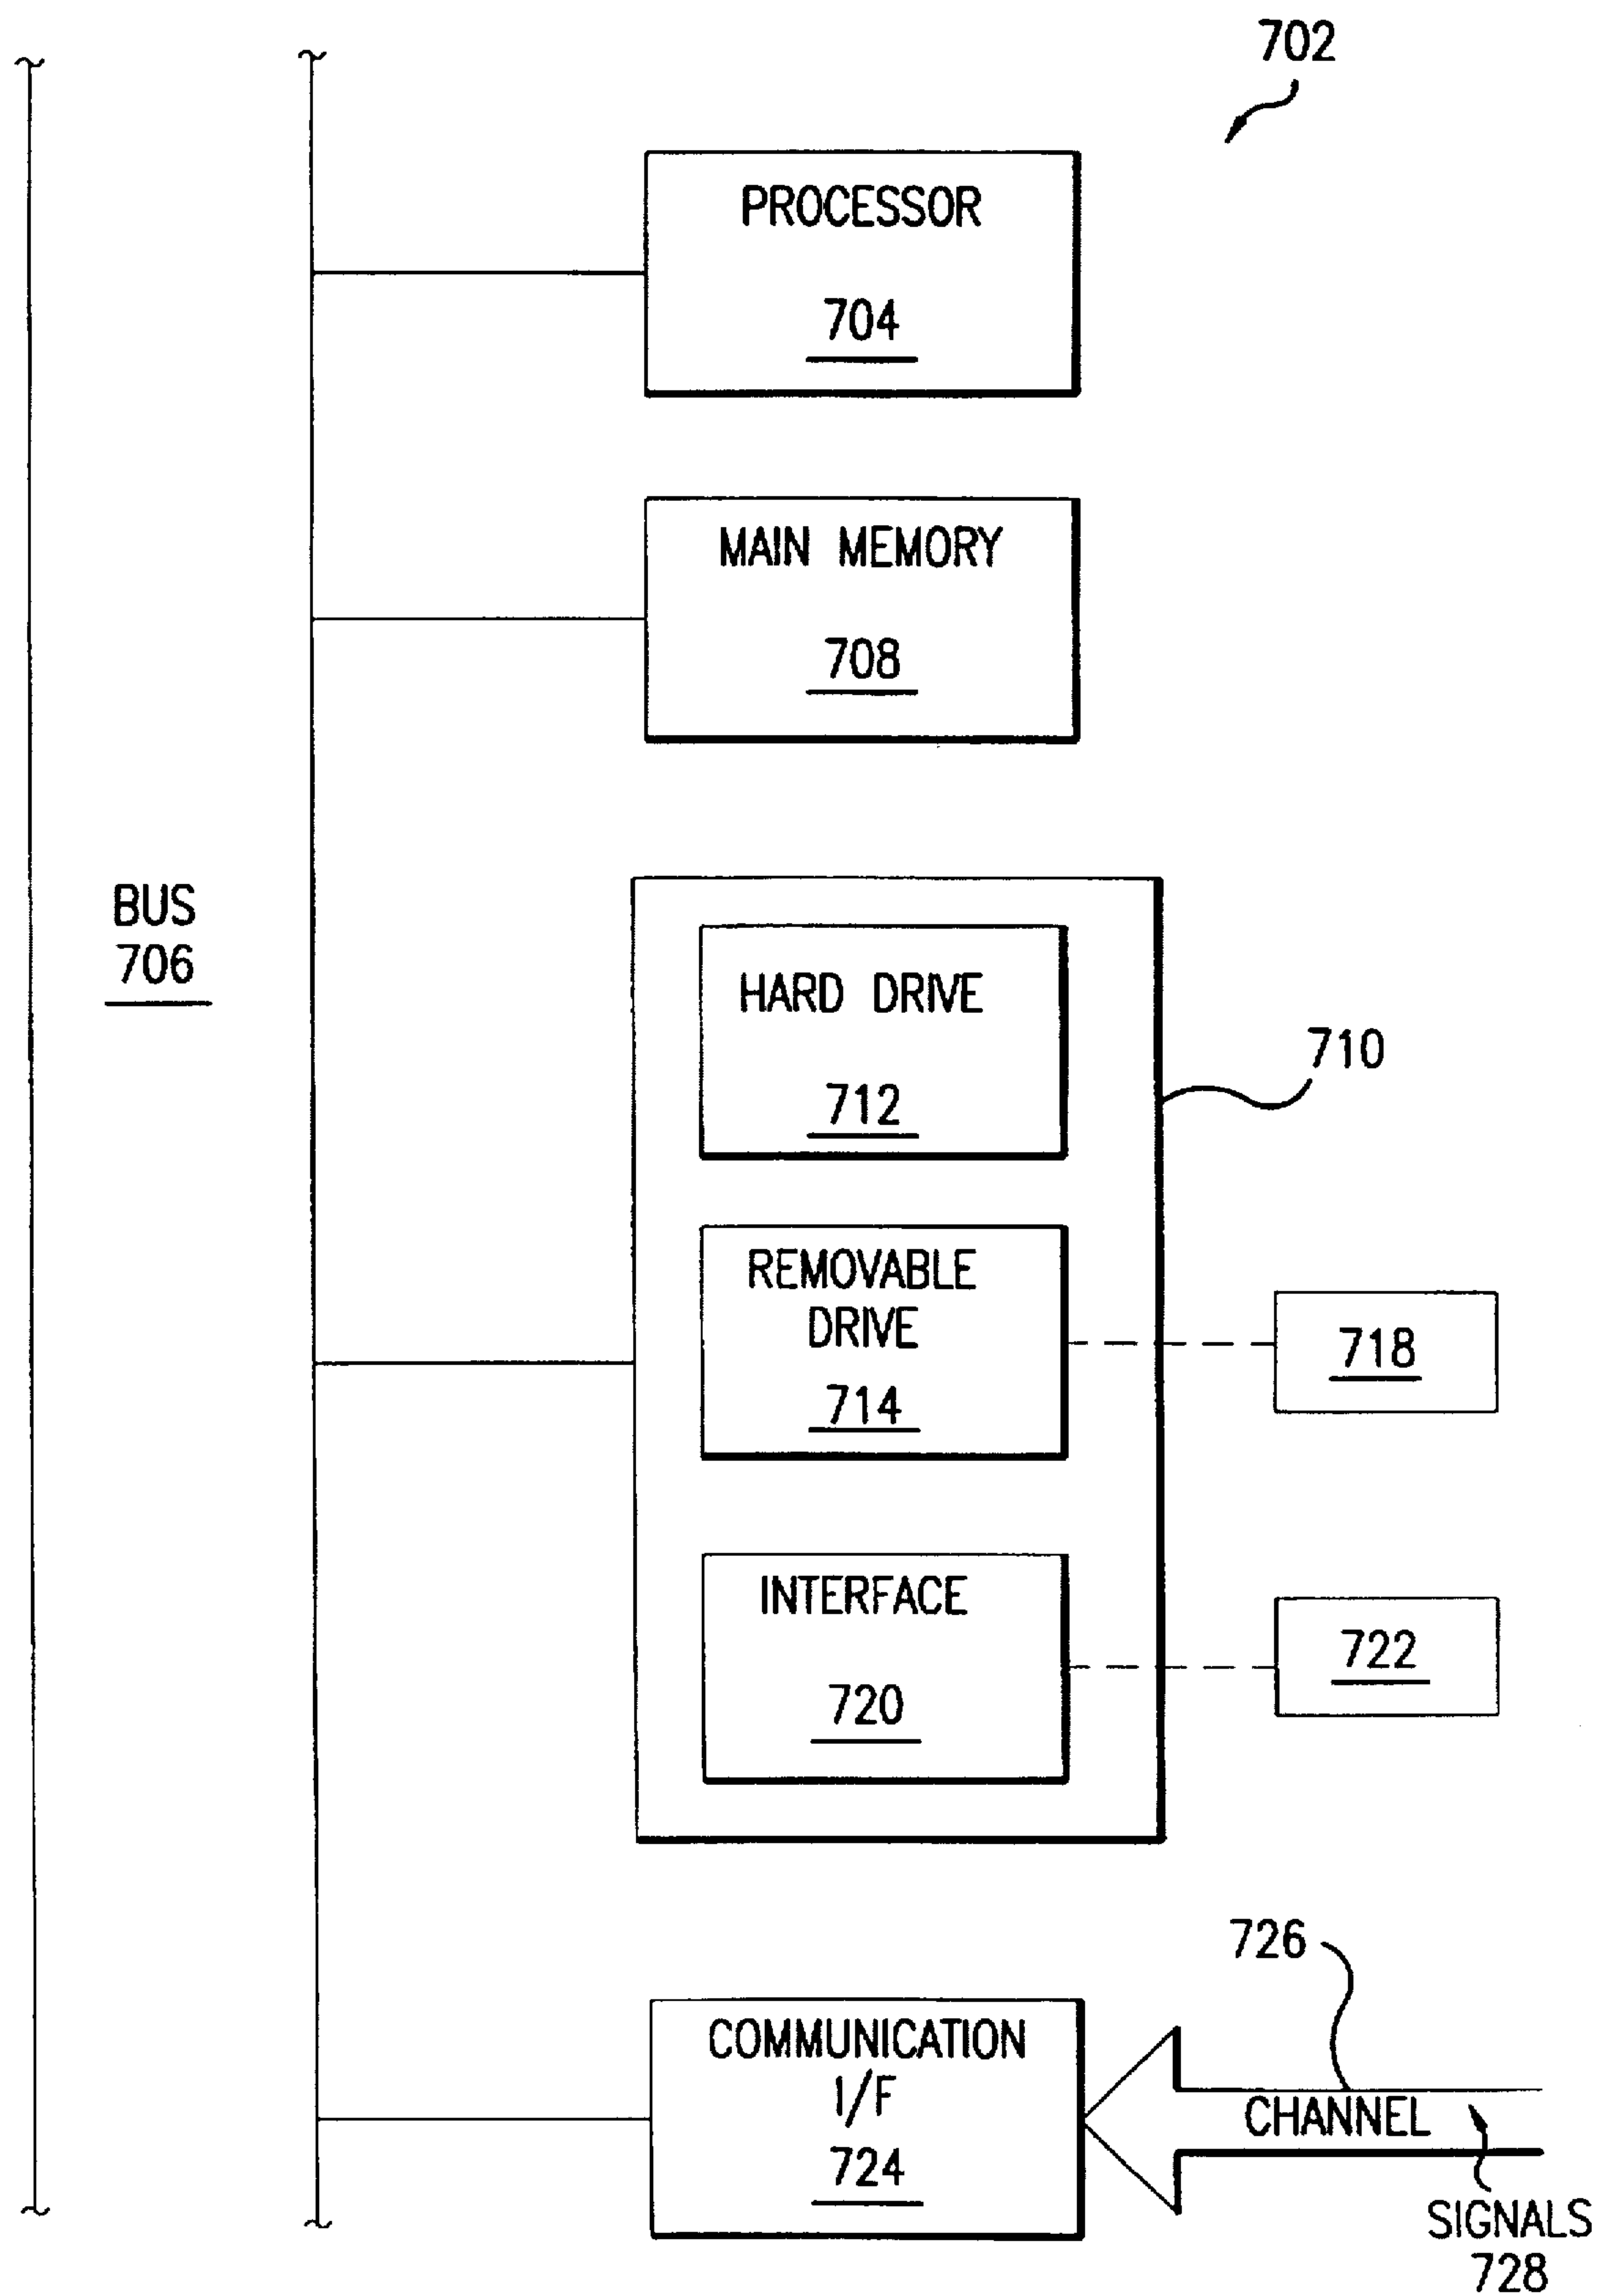 702
PROCESSOR
704
MAIN MEMORY
708
BUS
706
HARD DRIVE
712
710
REMOVABLE
DRIVE
714
718
INTERFACE
720
722
726
COMMUNICATION
I/F
724
CHANNEL
SIGNALS
728